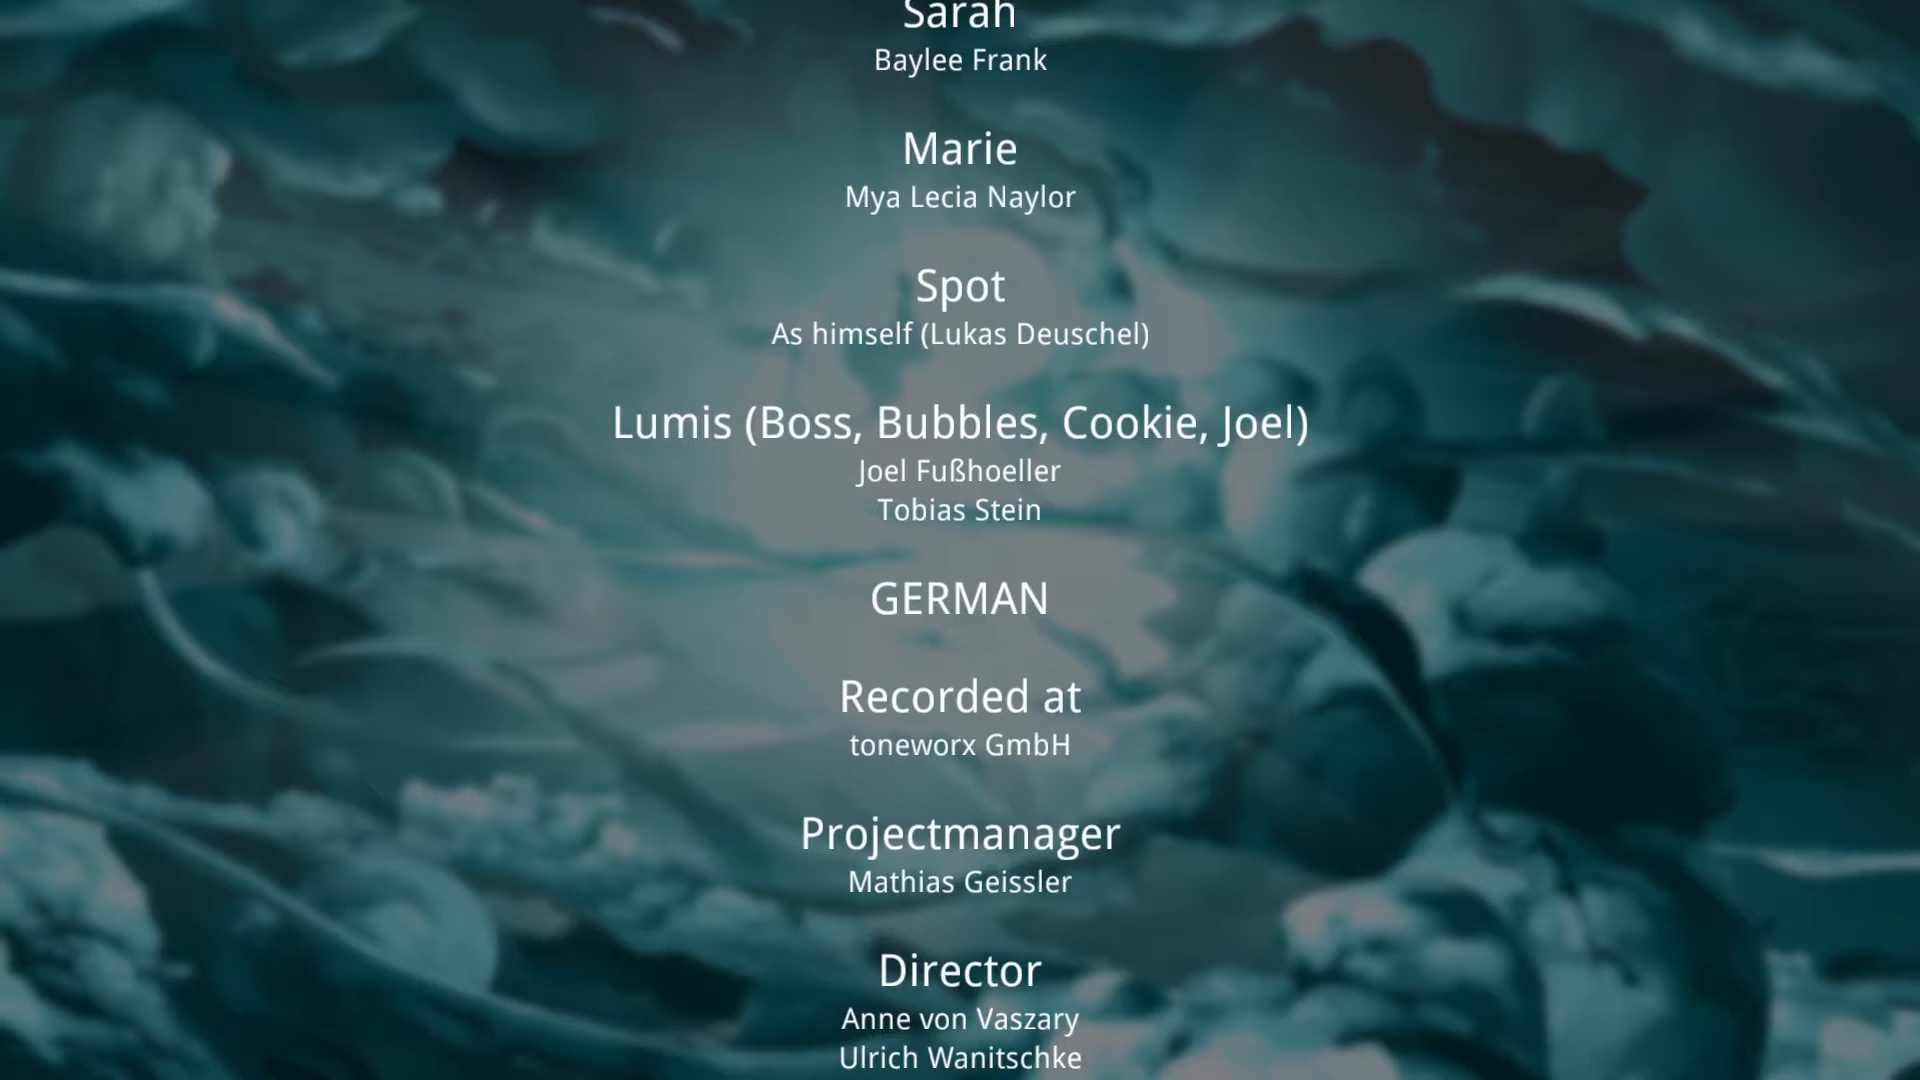 Sarah
Baylee Frank
Marie
Mya Lecia Naylor
Spot
As himself (Lukas Deuschel)
Lumis (Boss, Bubbles, Cookie, Joel)
Joel Fußhoeller
Tobias Stein
GERMAN
Recorded at
toneworx GmbH
Projectmanager
Mathias Geissler
Director
Anne von Vaszary
Ulrich Wanitschke